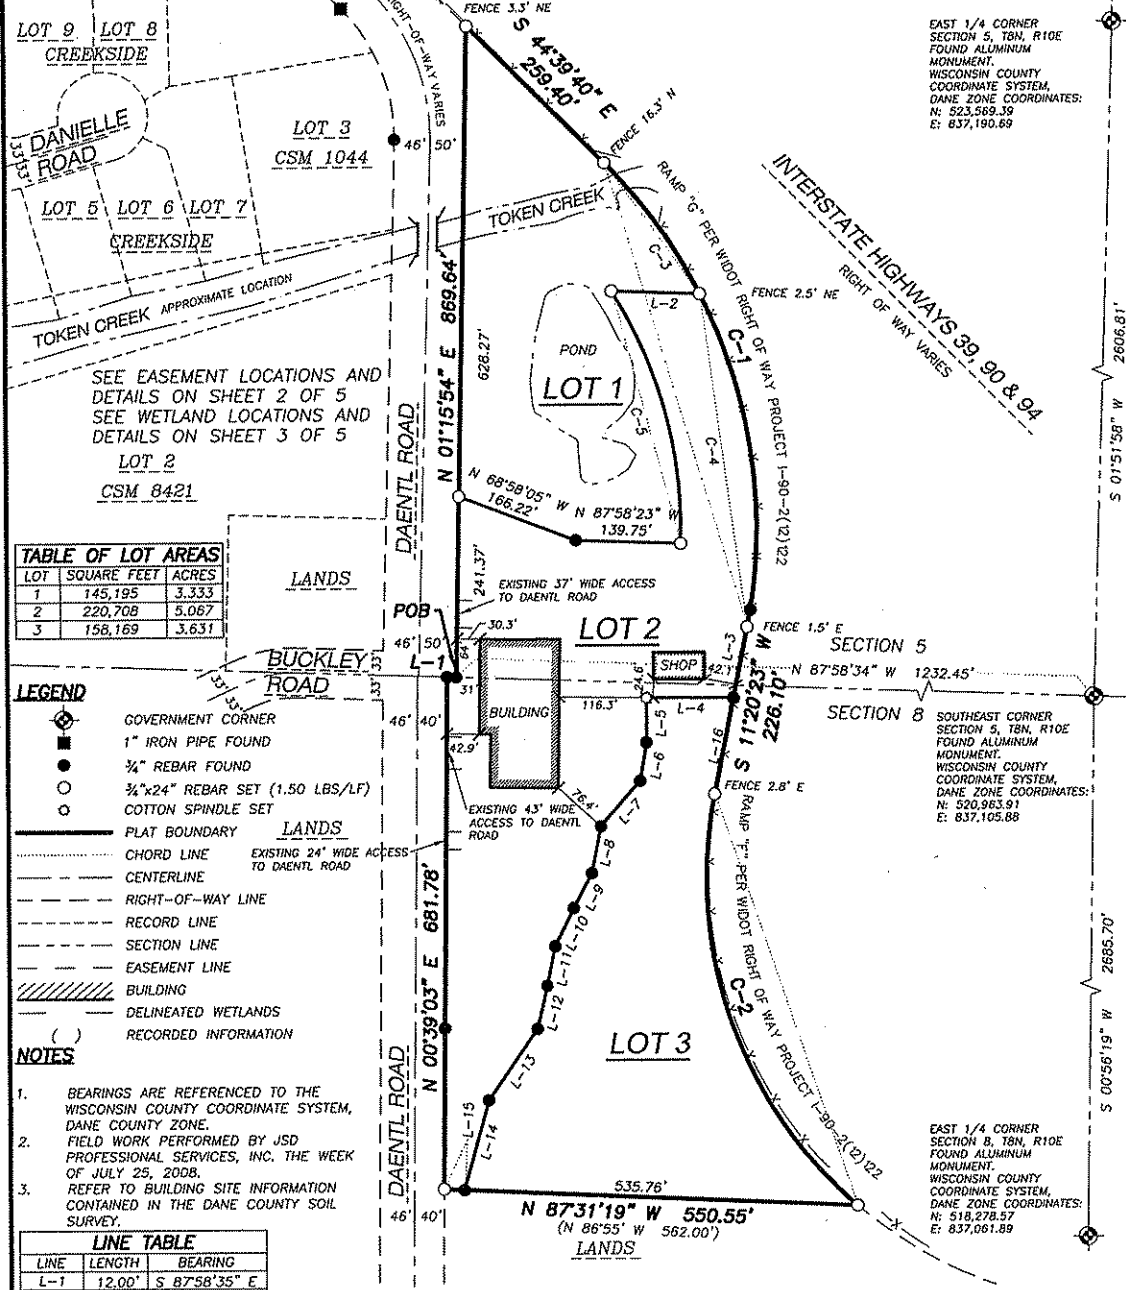 FENCE 3.3' NE
RIGHT-OF-WAY VARIES
LOT 9 LOT 8
CREEKSIDE
DANIELLE
ROAD
33' 33'
LOT 3
CSM 1044
46' 50'
LOT 5 LOT 6 LOT 7
CREEKSIDE
TOKEN CREEK APPROXIMATE LOCATION
S 44°39'40" E
259.40'
FENCE 16.3' N
TOKEN CREEK
RAMP "G" PER WIDOT RIGHT OF WAY PROJECT I-90-2(12)122
C-3
L-2
FENCE 2.5' NE
C-1
C-4
C-5
POND
LOT 1
INTERSTATE HIGHWAYS 39, 90 & 94
RIGHT OF WAY VARIES
EAST 1/4 CORNER
SECTION 5, T8N, R10E
FOUND ALUMINUM
MONUMENT.
WISCONSIN COUNTY
COORDINATE SYSTEM,
DANE ZONE COORDINATES:
N: 523,569.39
E: 837,190.69
S 01°51'58" W 2606.81'
N 01°15'54" E 869.64'
628.27'
SEE EASEMENT LOCATIONS AND
DETAILS ON SHEET 2 OF 5
SEE WETLAND LOCATIONS AND
DETAILS ON SHEET 3 OF 5
LOT 2
CSM 8421
DAENTL ROAD
N 68°58'05" W
166.22'
N 87°58'23" W
139.75'
241.37'
TABLE OF LOT AREAS
LOT SQUARE FEET ACRES
1 145,195 3.333
2 220,708 5.067
3 158,169 3.631
LANDS
EXISTING 37' WIDE ACCESS
TO DAENTL ROAD
POB
30.3'
46' 50'
64'
LOT 2
L-1
31'
BUCKLEY
ROAD
33' 33'
33' 33'
SHOP
42.1'
24.6'
L-3
FENCE 1.5' E
SECTION 5
N 87°58'34" W 1232.45'
SECTION 8
S 11°20'23" W
226.10'
BUILDING
116.3'
L-4
L-5
L-6
L-7
L-16
46' 40'
42.9'
76.4'
FENCE 2.8' E
SOUTHEAST CORNER
SECTION 5, T8N, R10E
FOUND ALUMINUM
MONUMENT.
WISCONSIN COUNTY
COORDINATE SYSTEM,
DANE ZONE COORDINATES:
N: 520,963.91
E: 837,105.88
LEGEND
GOVERNMENT CORNER
1" IRON PIPE FOUND
3/4" REBAR FOUND
3/4"x24" REBAR SET (1.50 LBS/LF)
COTTON SPINDLE SET
PLAT BOUNDARY
CHORD LINE
CENTERLINE
RIGHT-OF-WAY LINE
RECORD LINE
SECTION LINE
EASEMENT LINE
BUILDING
DELINEATED WETLANDS
( ) RECORDED INFORMATION
LANDS
EXISTING 24' WIDE ACCESS
TO DAENTL ROAD
EXISTING 43' WIDE
ACCESS TO DAENTL
ROAD
N 00°39'03" E 681.78'
L-8
L-9
L-10
L-11
L-12
L-13
L-14
L-15
LOT 3
C-2
RAMP "F" PER WIDOT RIGHT OF WAY PROJECT I-90-2(12)122
S 00°56'19" W 2685.70'
NOTES
1. BEARINGS ARE REFERENCED TO THE
WISCONSIN COUNTY COORDINATE SYSTEM,
DANE COUNTY ZONE.
2. FIELD WORK PERFORMED BY JSD
PROFESSIONAL SERVICES, INC. THE WEEK
OF JULY 25, 2008.
3. REFER TO BUILDING SITE INFORMATION
CONTAINED IN THE DANE COUNTY SOIL
SURVEY.
DAENTL ROAD
46' 40'
535.76'
N 87°31'19" W 550.55'
(N 86°55' W 562.00')
LANDS
EAST 1/4 CORNER
SECTION 8, T8N, R10E
FOUND ALUMINUM
MONUMENT.
WISCONSIN COUNTY
COORDINATE SYSTEM,
DANE ZONE COORDINATES:
N: 518,278.57
E: 837,061.89
LINE TABLE
LINE LENGTH BEARING
L-1 12.00' S 87°58'35" E